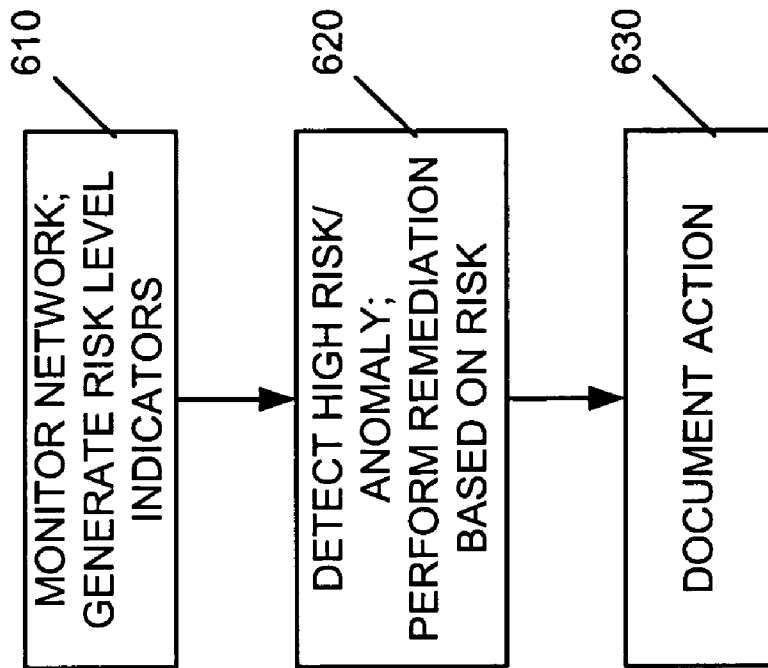 610
MONITOR NETWORK;
GENERATE RISK LEVEL
INDICATORS
620
DETECT HIGH RISK/
ANOMALY;
PERFORM REMEDIATION
BASED ON RISK
630
DOCUMENT ACTION